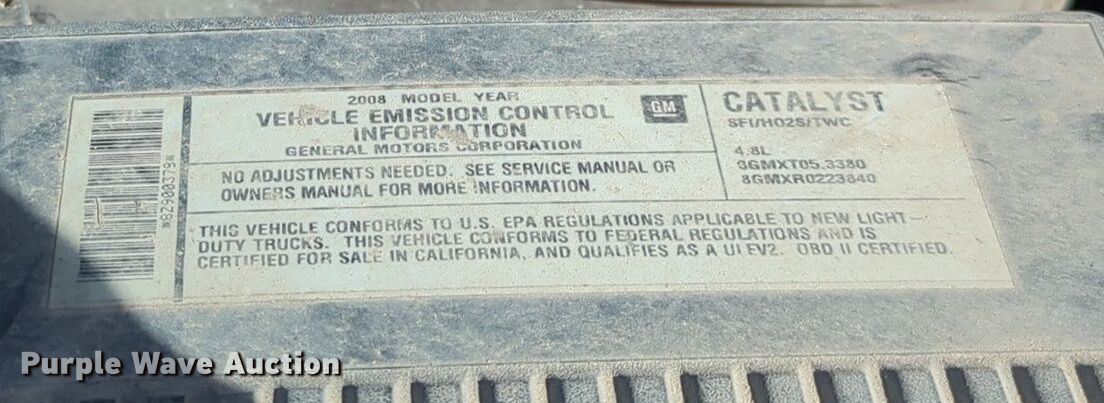 2008 MODEL YEAR
VEHICLE EMISSION CONTROL
INFORMATION
GENERAL MOTORS CORPORATION
GM
NO ADJUSTMENTS NEEDED. SEE SERVICE MANUAL OR
OWNERS MANUAL FOR MORE INFORMATION.
CATALYST
SFI/HO2S/TWC
4.8L
8GMXT05.3380
8GMXR0223840
THIS VEHICLE CONFORMS TO U.S. EPA REGULATIONS APPLICABLE TO NEW LIGHT-
DUTY TRUCKS. THIS VEHICLE CONFORMS TO FEDERAL REGULATIONS AND IS
CERTIFIED FOR SALE IN CALIFORNIA, AND QUALIFIES AS A ULEV2. OBD II CERTIFIED.
*82980379*
Purple Wave Auction